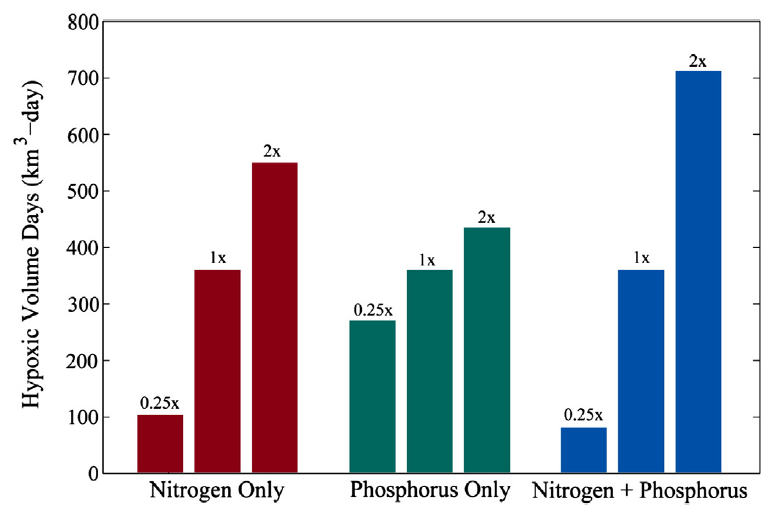 Hypoxic Volume Days (km³−day)
800
700
600
500
400
300
200
100
0
0.25x
1x
2x
0.25x
1x
2x
0.25x
1x
2x
Nitrogen Only
Phosphorus Only
Nitrogen + Phosphorus